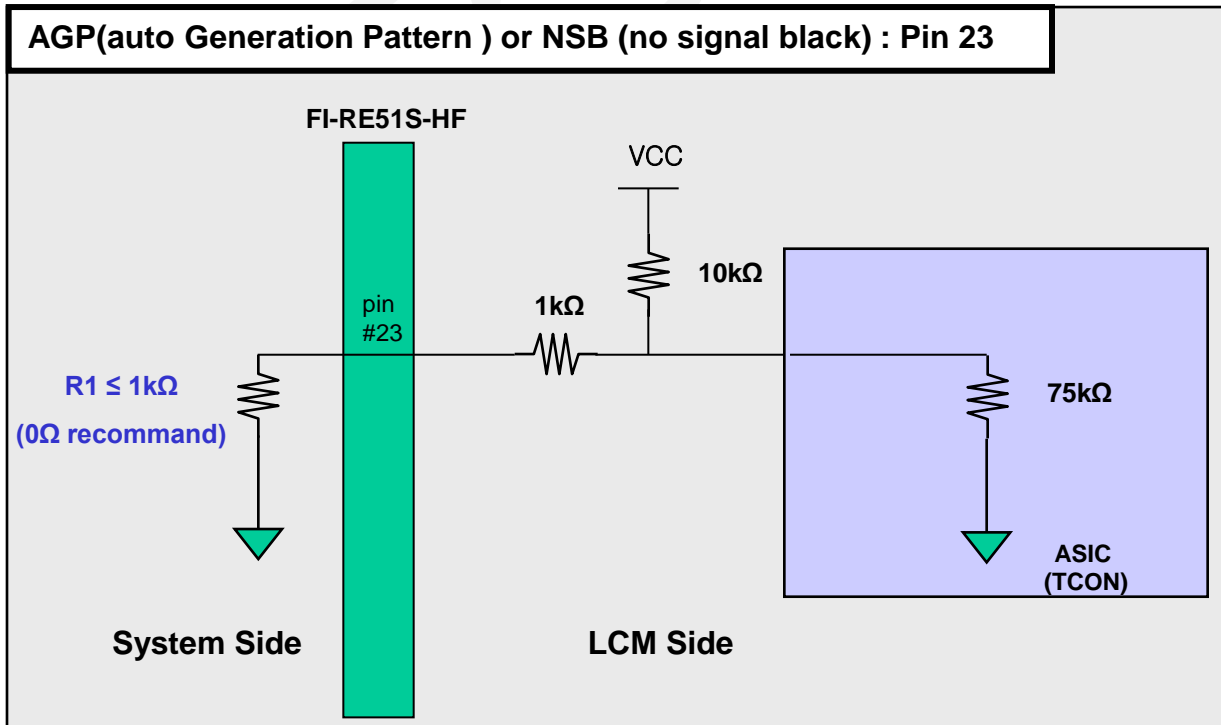 AGP(auto Generation Pattern ) or NSB (no signal black) : Pin 23
FI-RE51S-HF
VCC
10kΩ
1kΩ
pin
#23
R1 ≤ 1kΩ
(0Ω recommand)
75kΩ
ASIC
(TCON)
System Side
LCM Side